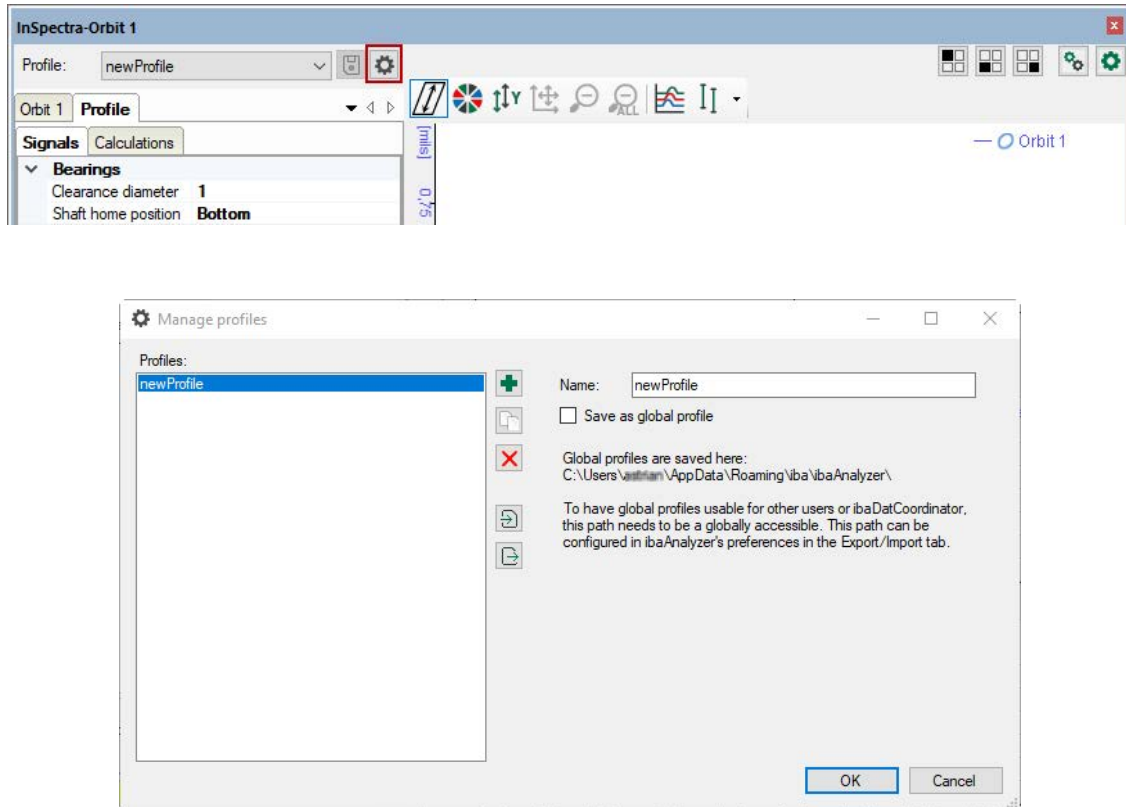 InSpectra-Orbit 1
Profile: newProfile
Orbit 1 Profile
Signals Calculations
Bearings
Clearance diameter 1
Shaft home position Bottom
Y
ALL
[mils]
0,75
Orbit 1
Manage profiles
Profiles:
newProfile
Name: newProfile
Save as global profile
Global profiles are saved here:
C:\Users\ \AppData\Roaming\iba\ibaAnalyzer\
To have global profiles usable for other users or ibaDatCoordinator,
this path needs to be a globally accessible. This path can be
configured in ibaAnalyzer's preferences in the Export/Import tab.
OK Cancel